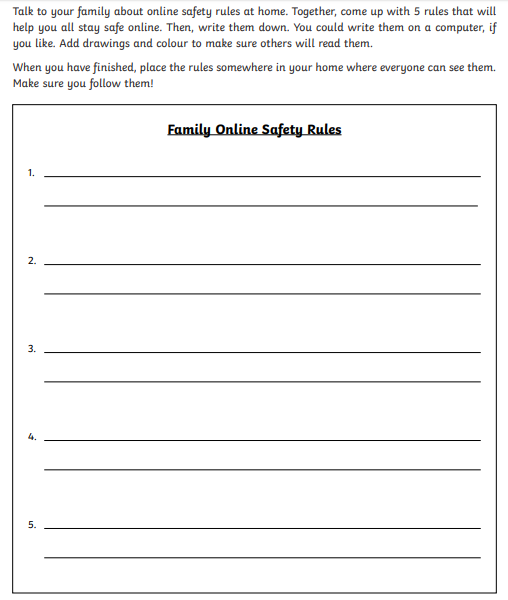 Talk to your family about online safety rules at home. Together, come up with 5 rules that will
help you all stay safe online. Then, write them down. You could write them on a computer, if
you like. Add drawings and colour to make sure others will read them.
When you have finished, place the rules somewhere in your home where everyone can see them.
Make sure you follow them!
Family Online Safety Rules
1.
2.
3.
4.
5.